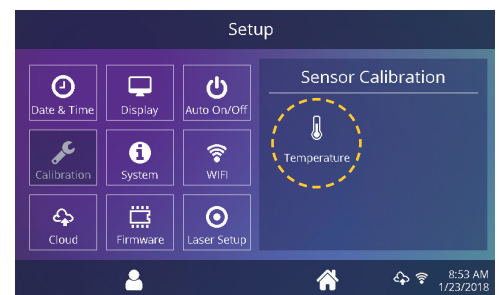 Setup
Date & Time
Display
Auto On/Off
Calibration
System
WIFI
Cloud
Firmware
Laser Setup
Sensor Calibration
Temperature
8:53 AM
1/23/2018